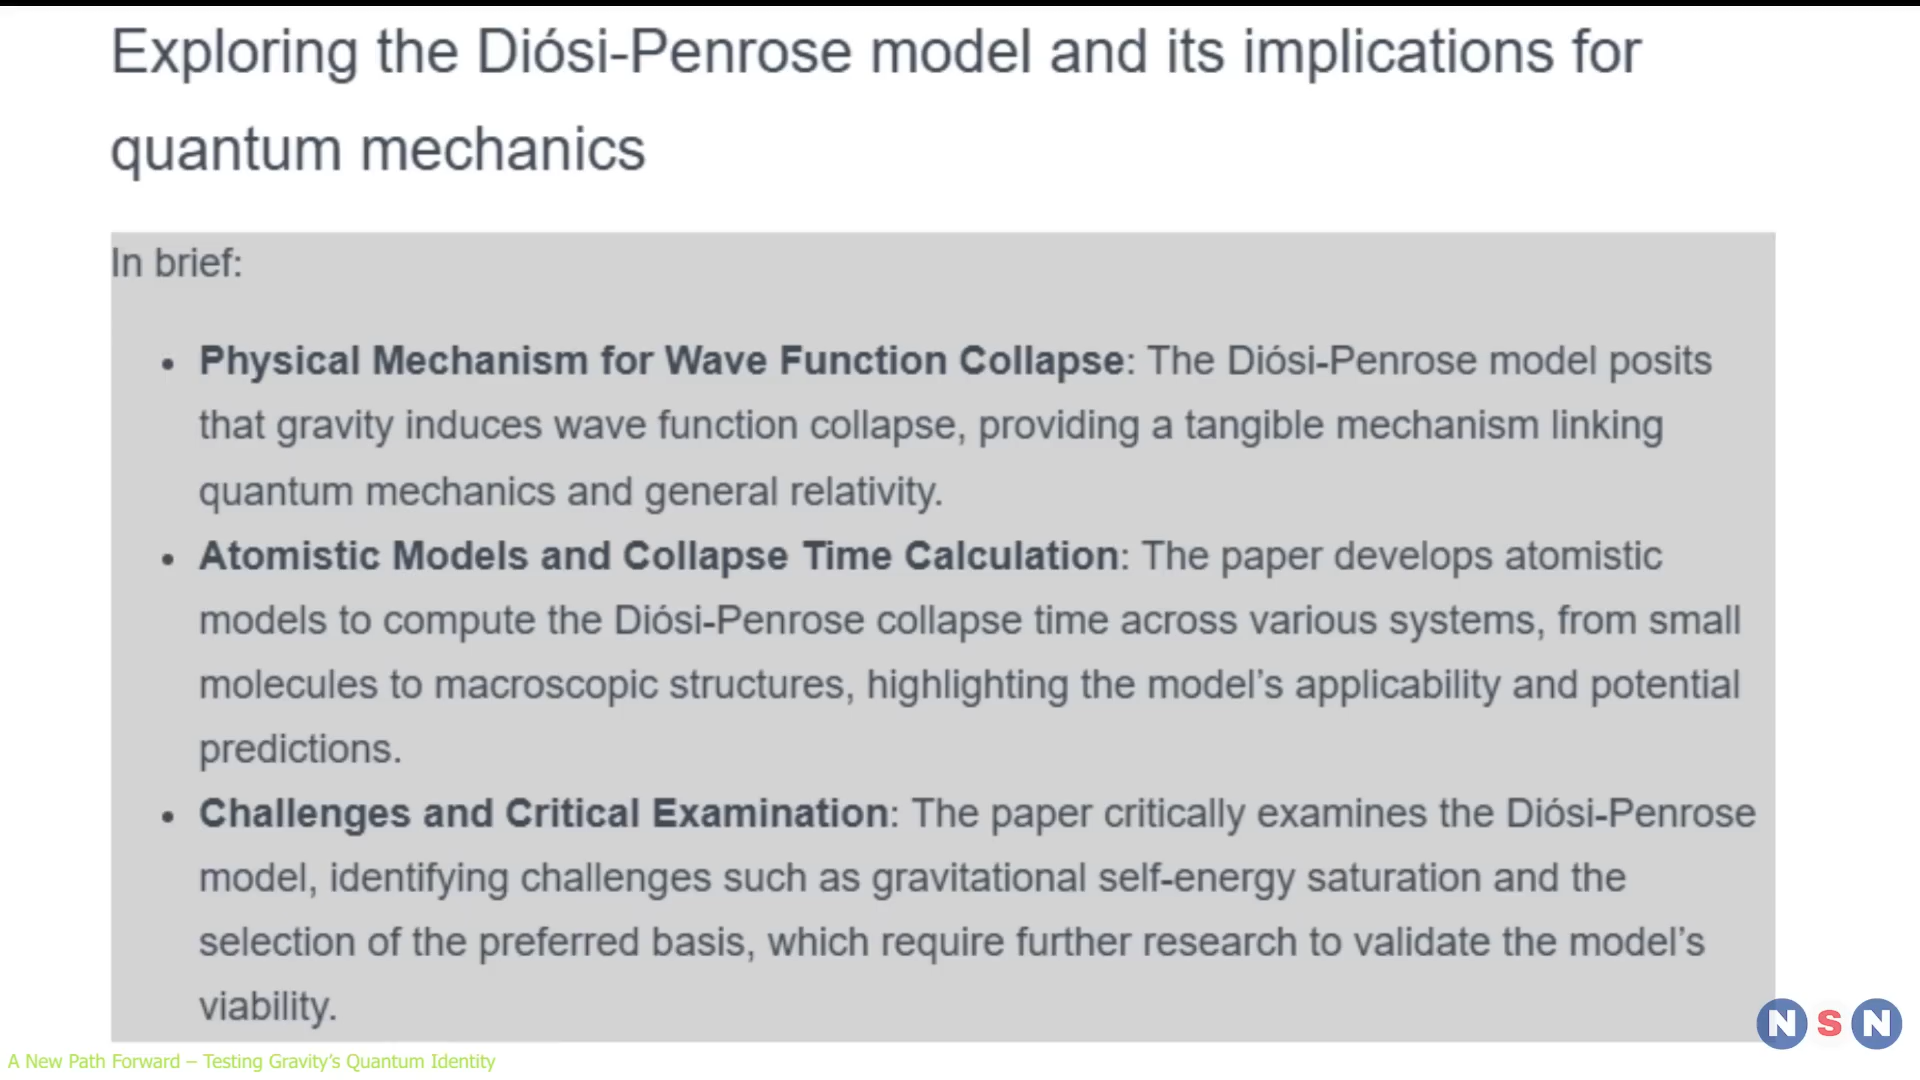 Exploring the Diósi-Penrose model and its implications for
quantum mechanics
In brief:
• Physical Mechanism for Wave Function Collapse: The Diósi-Penrose model posits
that gravity induces wave function collapse, providing a tangible mechanism linking
quantum mechanics and general relativity.
• Atomistic Models and Collapse Time Calculation: The paper develops atomistic
models to compute the Diósi-Penrose collapse time across various systems, from small
molecules to macroscopic structures, highlighting the model’s applicability and potential
predictions.
• Challenges and Critical Examination: The paper critically examines the Diósi-Penrose
model, identifying challenges such as gravitational self-energy saturation and the
selection of the preferred basis, which require further research to validate the model’s
viability.
N S N
A New Path Forward – Testing Gravity’s Quantum Identity